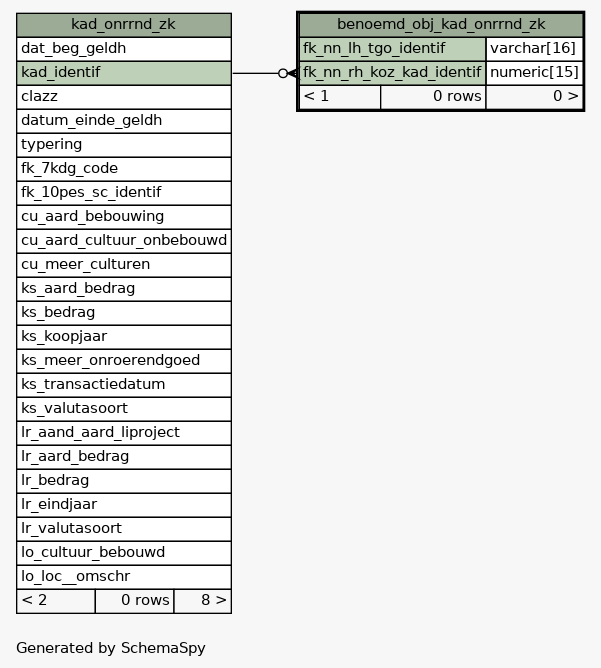 kad_onrrnd_zk
dat_beg_geldh
kad_identif
clazz
datum_einde_geldh
typering
fk_7kdg_code
fk_10pes_sc_identif
cu_aard_bebouwing
cu_aard_cultuur_onbebouwd
cu_meer_culturen
ks_aard_bedrag
ks_bedrag
ks_koopjaar
ks_meer_onroerendgoed
ks_transactiedatum
ks_valutasoort
lr_aand_aard_liproject
lr_aard_bedrag
lr_bedrag
lr_eindjaar
lr_valutasoort
lo_cultuur_bebouwd
lo_loc__omschr
< 2 0 rows 8 >
benoemd_obj_kad_onrrnd_zk
fk_nn_lh_tgo_identif varchar[16]
fk_nn_rh_koz_kad_identif numeric[15]
< 1 0 rows 0 >
Generated by SchemaSpy